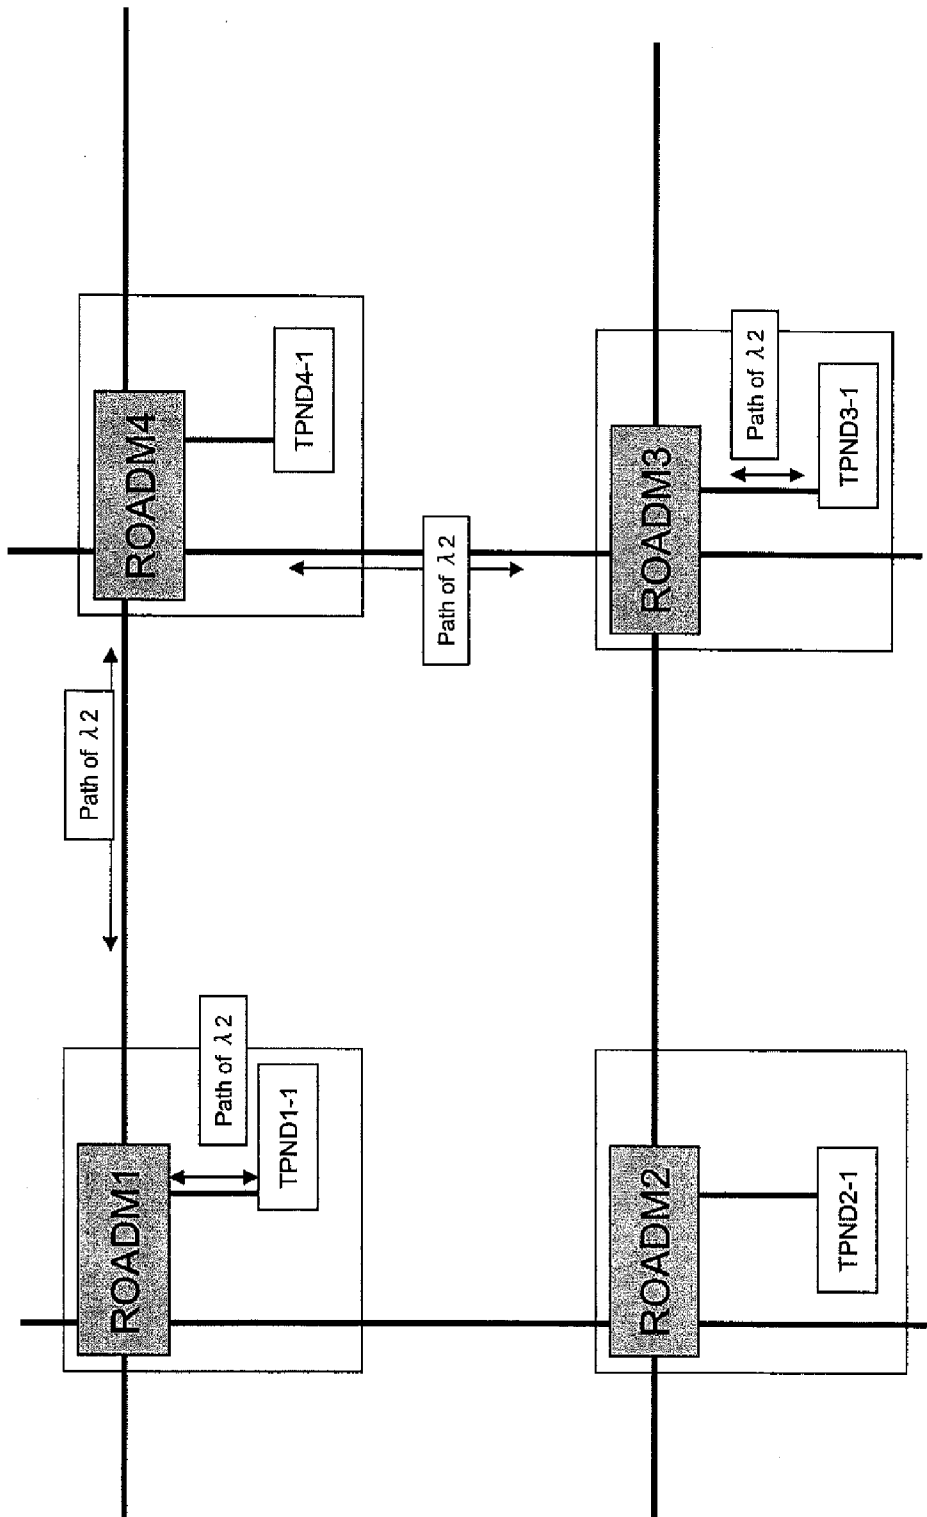 ROADM1
TPND1-1
Path of λ2
Path of λ2
ROADM4
TPND4-1
Path of λ2
ROADM2
TPND2-1
ROADM3
TPND3-1
Path of λ2